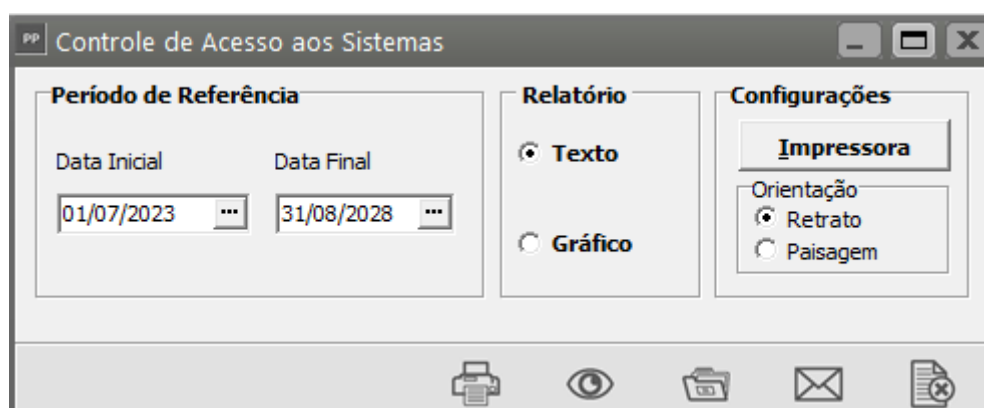 PP Controle de Acesso aos Sistemas
Período de Referência
Data Inicial Data Final
01/07/2023 ... 31/08/2028 ...
Relatório
Texto
Gráfico
Configurações
Impressora
Orientação
Retrato
Paisagem